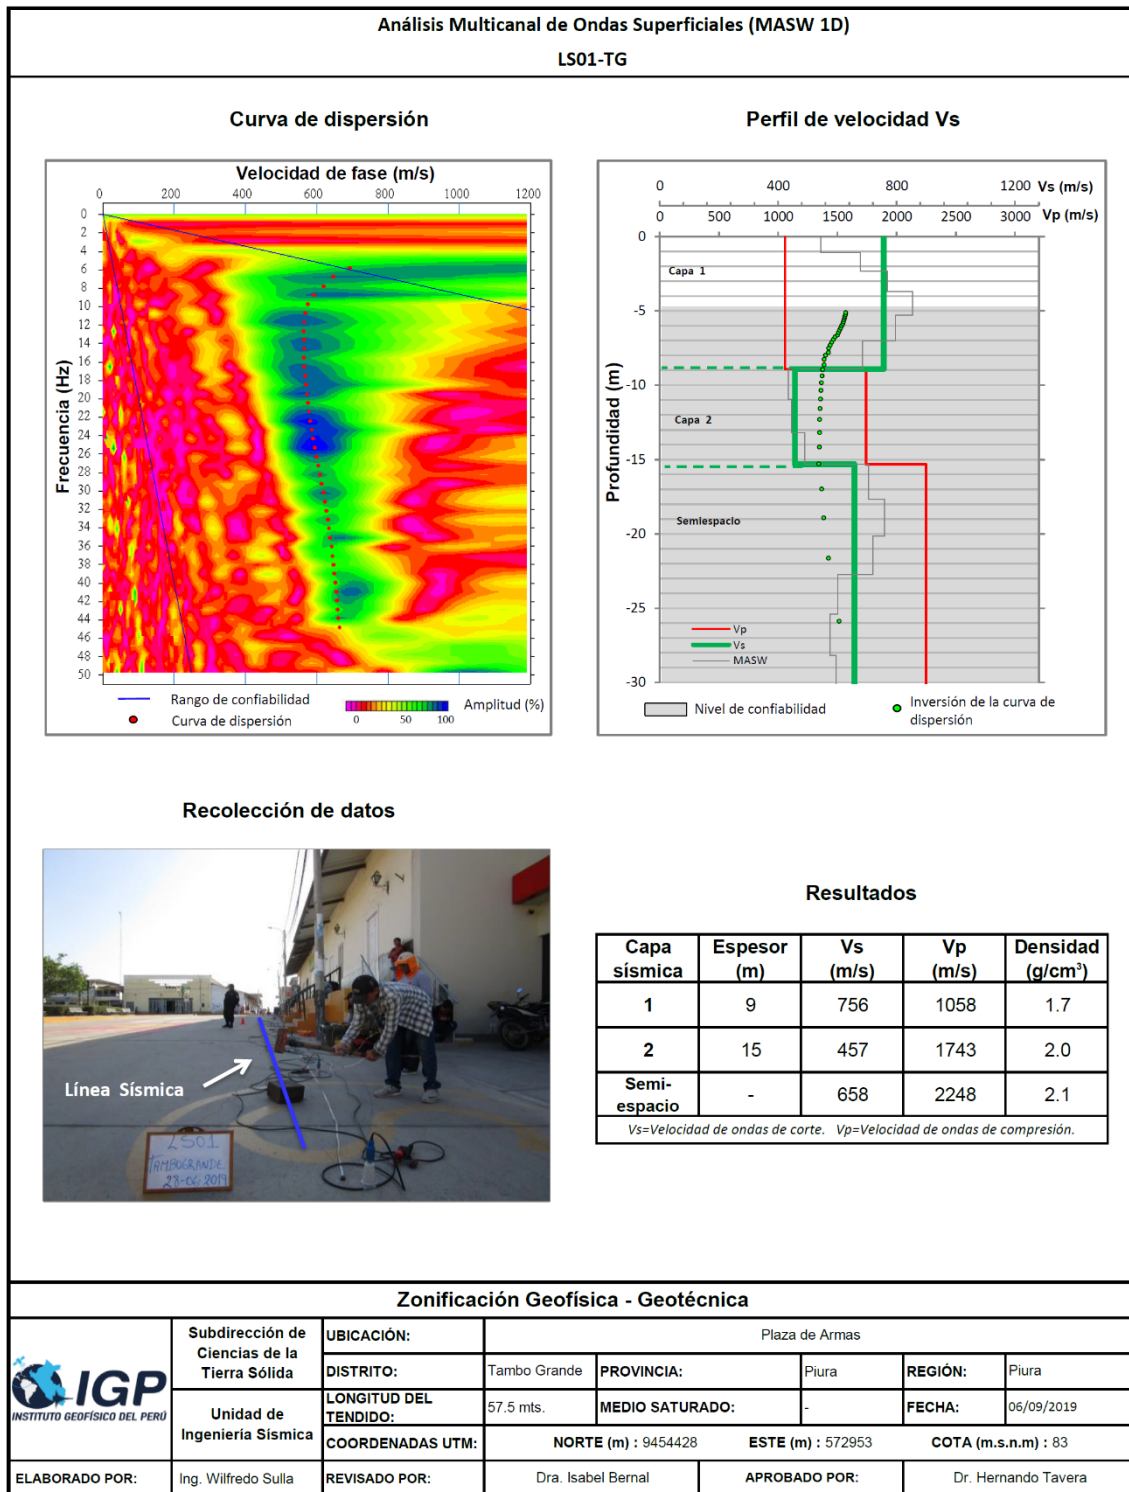 Análisis Multicanal de Ondas Superficiales (MASW 1D)
LS01-TG
Curva de dispersión
Velocidad de fase (m/s)
0 200 400 600 800 1000 1200
Frecuencia (Hz)
0
2
4
6
8
10
12
14
16
18
20
22
24
26
28
30
32
34
36
38
40
42
44
46
48
50
Rango de confiabilidad
Curva de dispersión
0 50 100
Amplitud (%)
Perfil de velocidad Vs
0 400 800 1200 Vs (m/s)
0 500 1000 1500 2000 2500 3000 Vp (m/s)
Profundidad (m)
0
-5
-10
-15
-20
-25
-30
Capa 1
Capa 2
Semiespacio
Vp
Vs
MASW
Nivel de confiabilidad
Inversión de la curva de
dispersión
Recolección de datos
Línea Sísmica
LS01
TAMBOGRANDE
23-06-2019
Resultados
Capa sísmica Espesor (m) Vs (m/s) Vp (m/s) Densidad (g/cm³)
1 9 756 1058 1.7
2 15 457 1743 2.0
Semi-espacio - 658 2248 2.1
Vs=Velocidad de ondas de corte. Vp=Velocidad de ondas de compresión.
Zonificación Geofísica - Geotécnica
IGP
INSTITUTO GEOFÍSICO DEL PERÚ
Subdirección de
Ciencias de la
Tierra Sólida
Unidad de
Ingeniería Sísmica
UBICACIÓN: Plaza de Armas
DISTRITO: Tambo Grande PROVINCIA: Piura REGIÓN: Piura
LONGITUD DEL
TENDIDO: 57.5 mts. MEDIO SATURADO: - FECHA: 06/09/2019
COORDENADAS UTM: NORTE (m) : 9454428 ESTE (m) : 572953 COTA (m.s.n.m) : 83
ELABORADO POR: Ing. Wilfredo Sulla REVISADO POR: Dra. Isabel Bernal APROBADO POR: Dr. Hernando Tavera